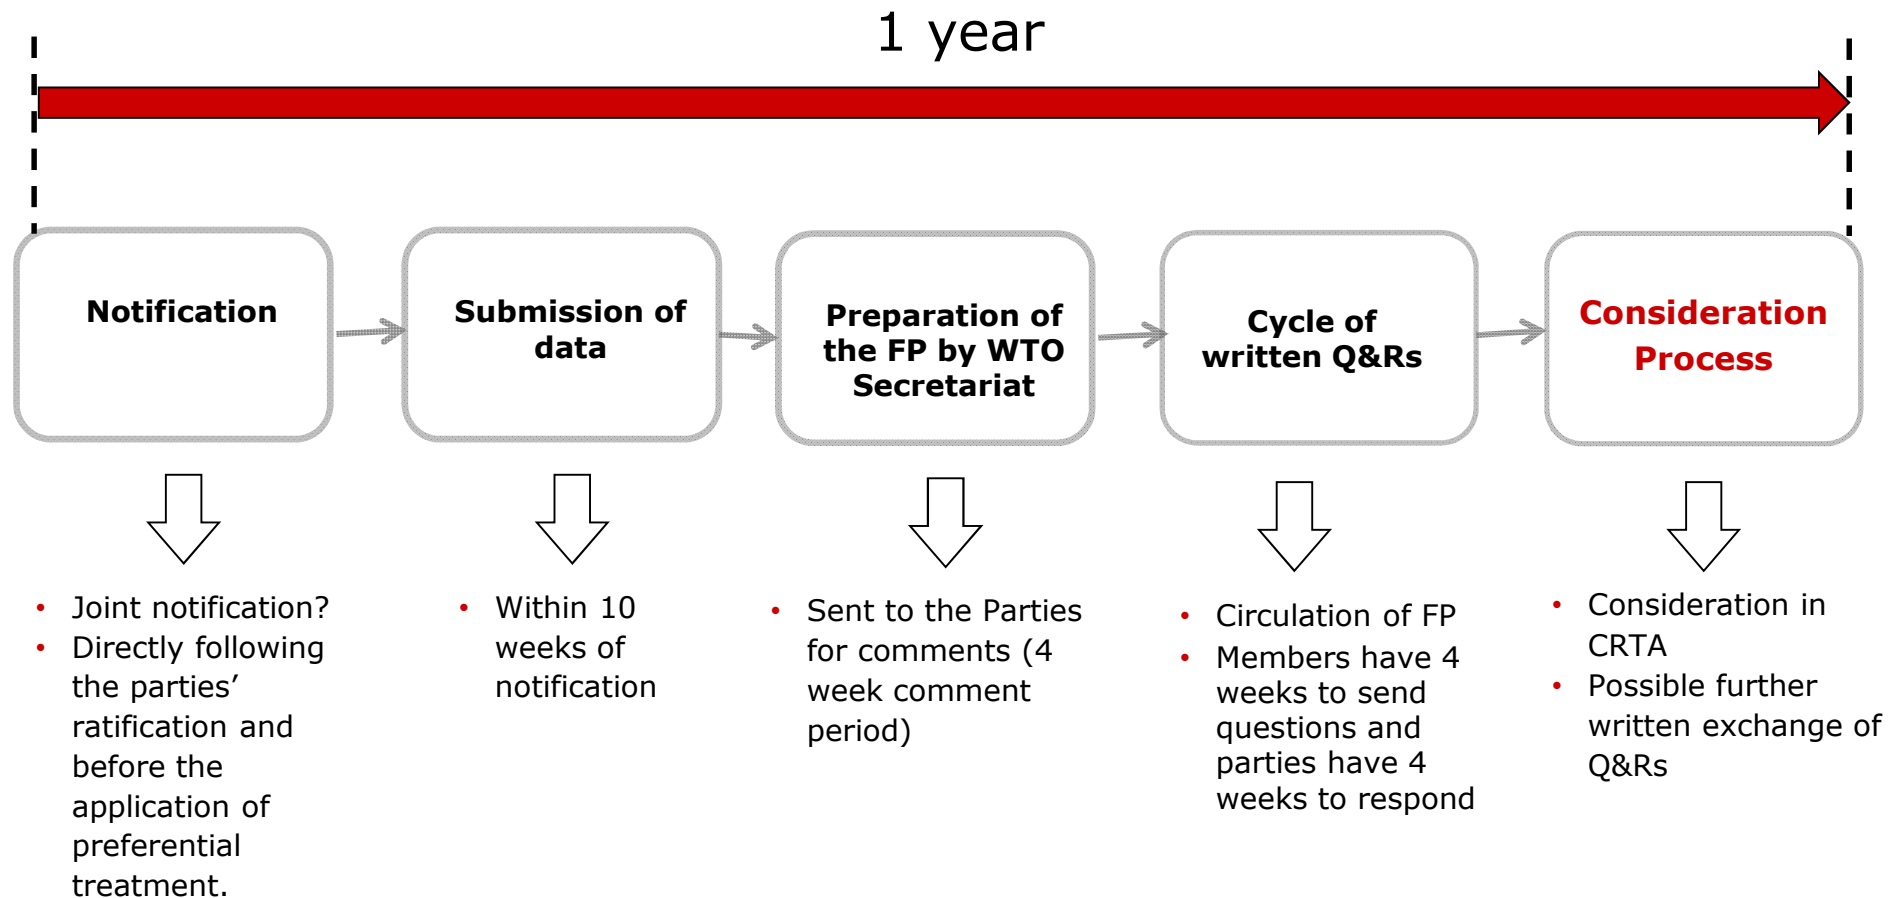 1 year
Notification
Submission of
data
Preparation of
the FP by WTO
Secretariat
Cycle of
written Q&Rs
Consideration
Process
• Joint notification?
• Directly following
the parties’
ratification and
before the
application of
preferential
treatment.
• Within 10
weeks of
notification
• Sent to the Parties
for comments (4
week comment
period)
• Circulation of FP
• Members have 4
weeks to send
questions and
parties have 4
weeks to respond
• Consideration in
CRTA
• Possible further
written exchange of
Q&Rs